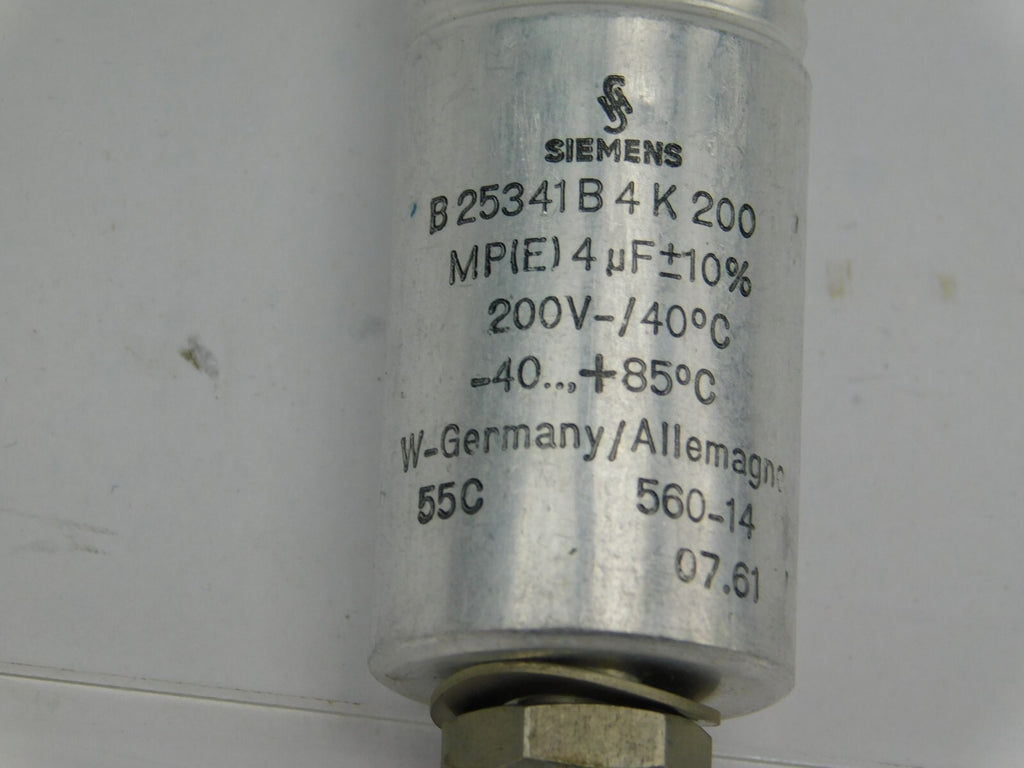 SIEMENS
B 25341 B 4 K 200
MP(E) 4 µF ±10%
200V-/40°C
-40...+85°C
W-Germany/Allemagne
55C 560-14
07.61